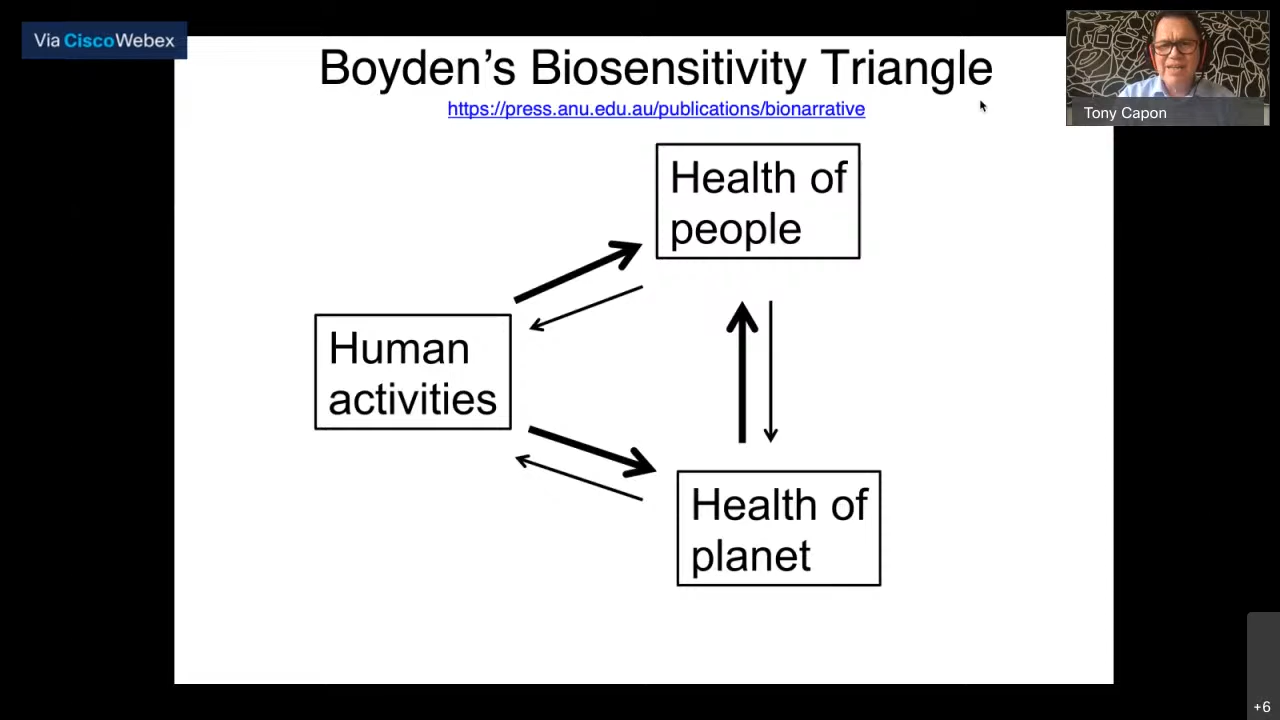 Via CiscoWebex
Boyden's Biosensitivity Triangle
https://press.anu.edu.au/publications/bionarrative
Tony Capon
Health of
people
Human
activities
Health of
planet
+6